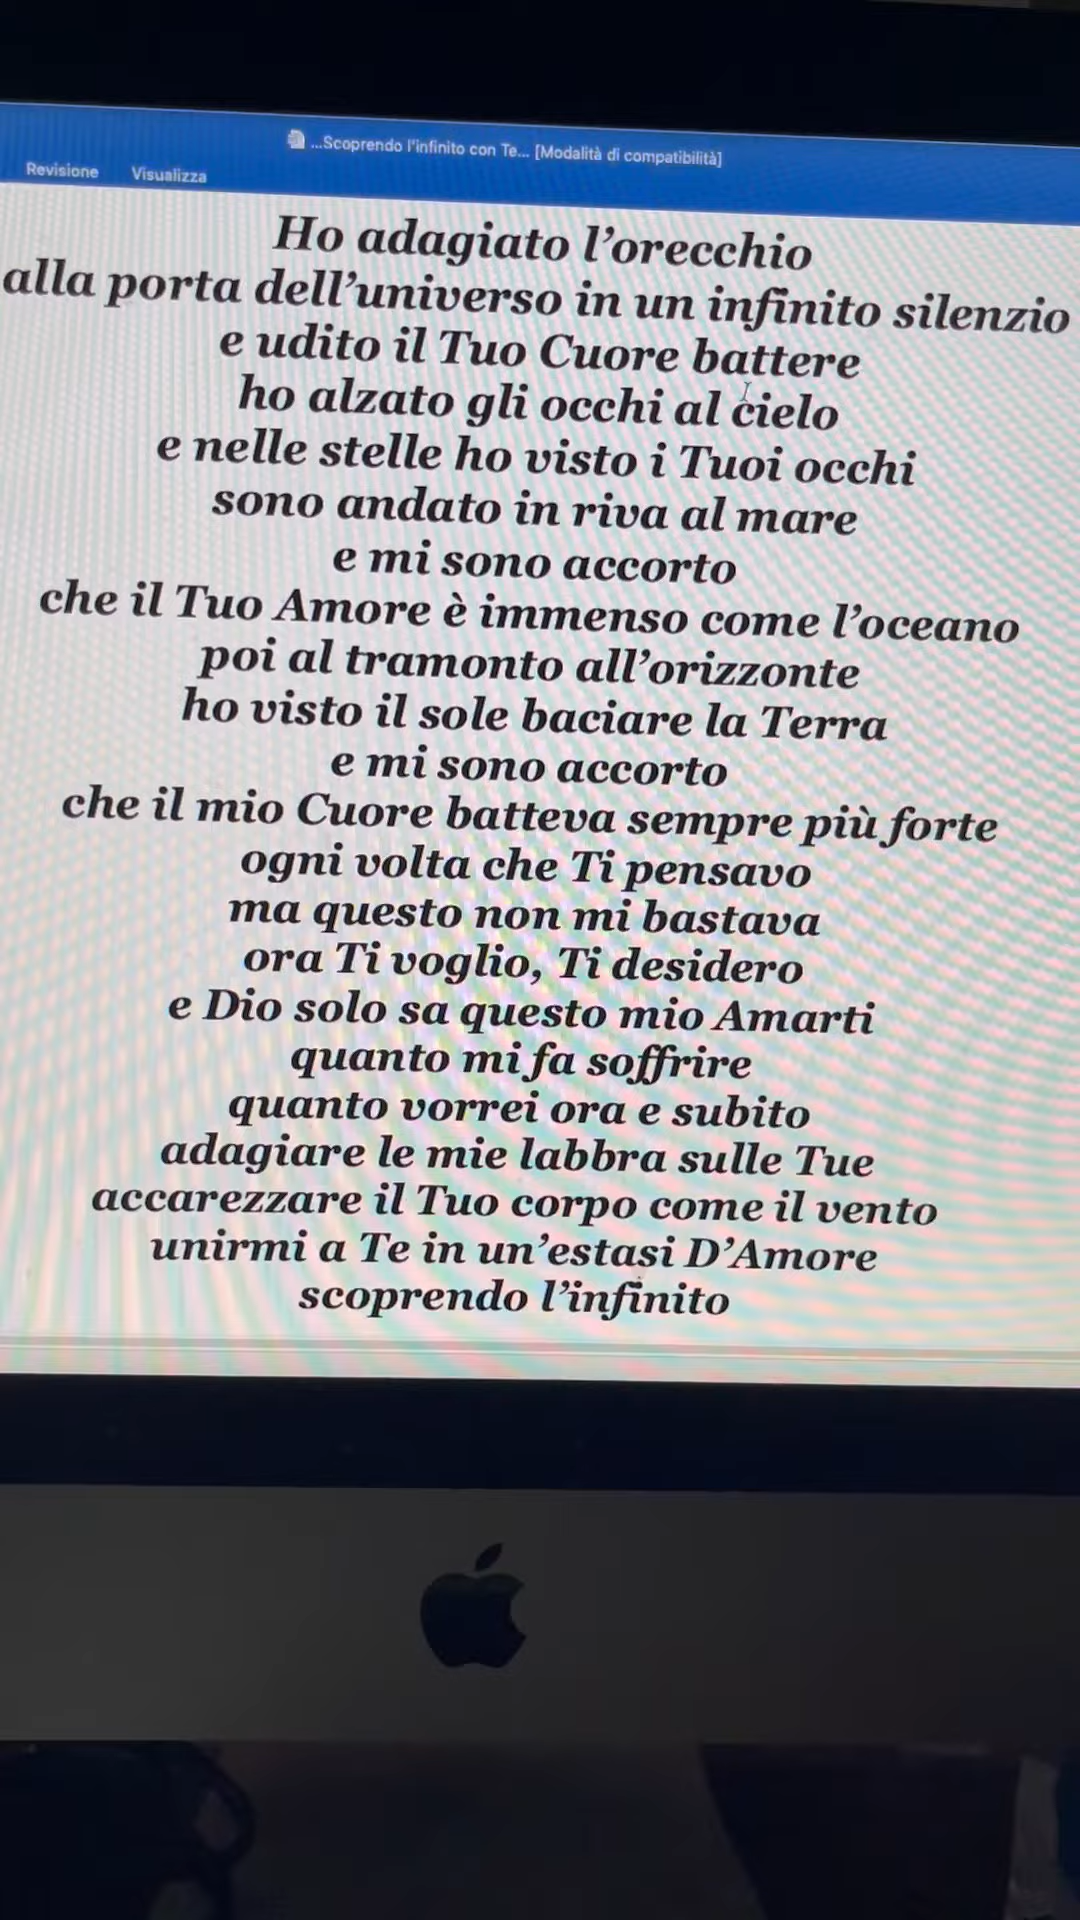 ...Scoprendo l'infinito con Te... [Modalità di compatibilità]
Revisione Visualizza
Ho adagiato l'orecchio
alla porta dell'universo in un infinito silenzio
e udito il Tuo Cuore battere
ho alzato gli occhi al cielo
e nelle stelle ho visto i Tuoi occhi
sono andato in riva al mare
e mi sono accorto
che il Tuo Amore è immenso come l'oceano
poi al tramonto all'orizzonte
ho visto il sole baciare la Terra
e mi sono accorto
che il mio Cuore batteva sempre più forte
ogni volta che Ti pensavo
ma questo non mi bastava
ora Ti voglio, Ti desidero
e Dio solo sa questo mio Amarti
quanto mi fa soffrire
quanto vorrei ora e subito
adagiare le mie labbra sulle Tue
accarezzare il Tuo corpo come il vento
unirmi a Te in un'estasi D'Amore
scoprendo l'infinito